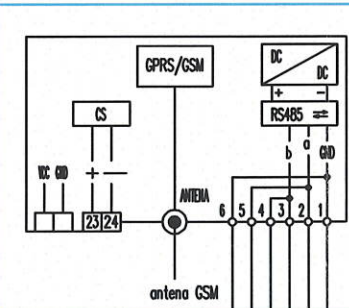 GPRS/GSM
DC
DC
+ -
CS
RS485 ⇄
b a GND
VCC GND + -
ANTENA
6 5 4 3 2 1
23 24
antena GSM